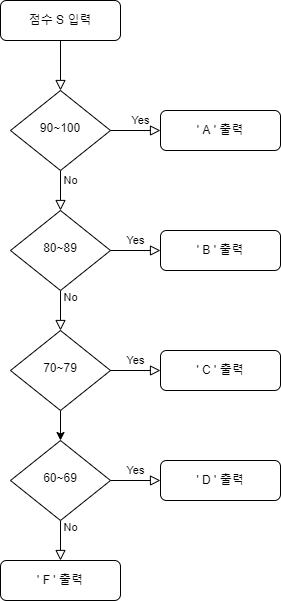 점수 S 입력
90~100
Yes
' A ' 출력
No
80~89
Yes
' B ' 출력
No
70~79
Yes
' C ' 출력
60~69
Yes
' D ' 출력
No
' F ' 출력